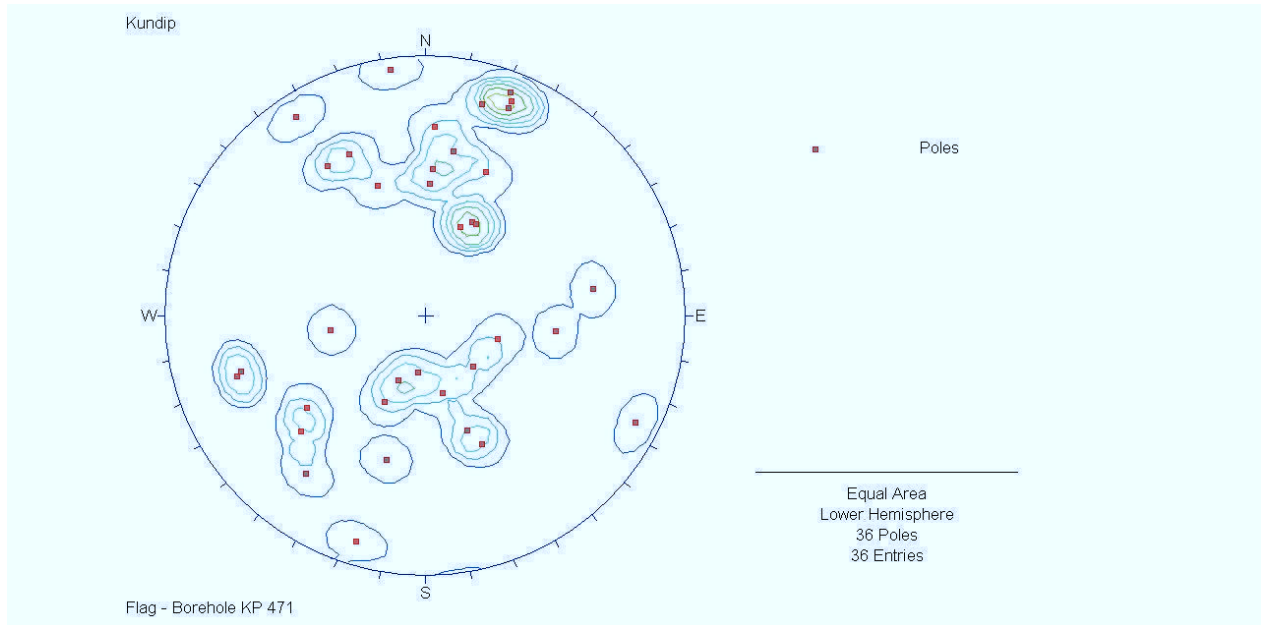 Kundip
N
Poles
W
E
Equal Area
Lower Hemisphere
36 Poles
36 Entries
S
Flag - Borehole KP 471